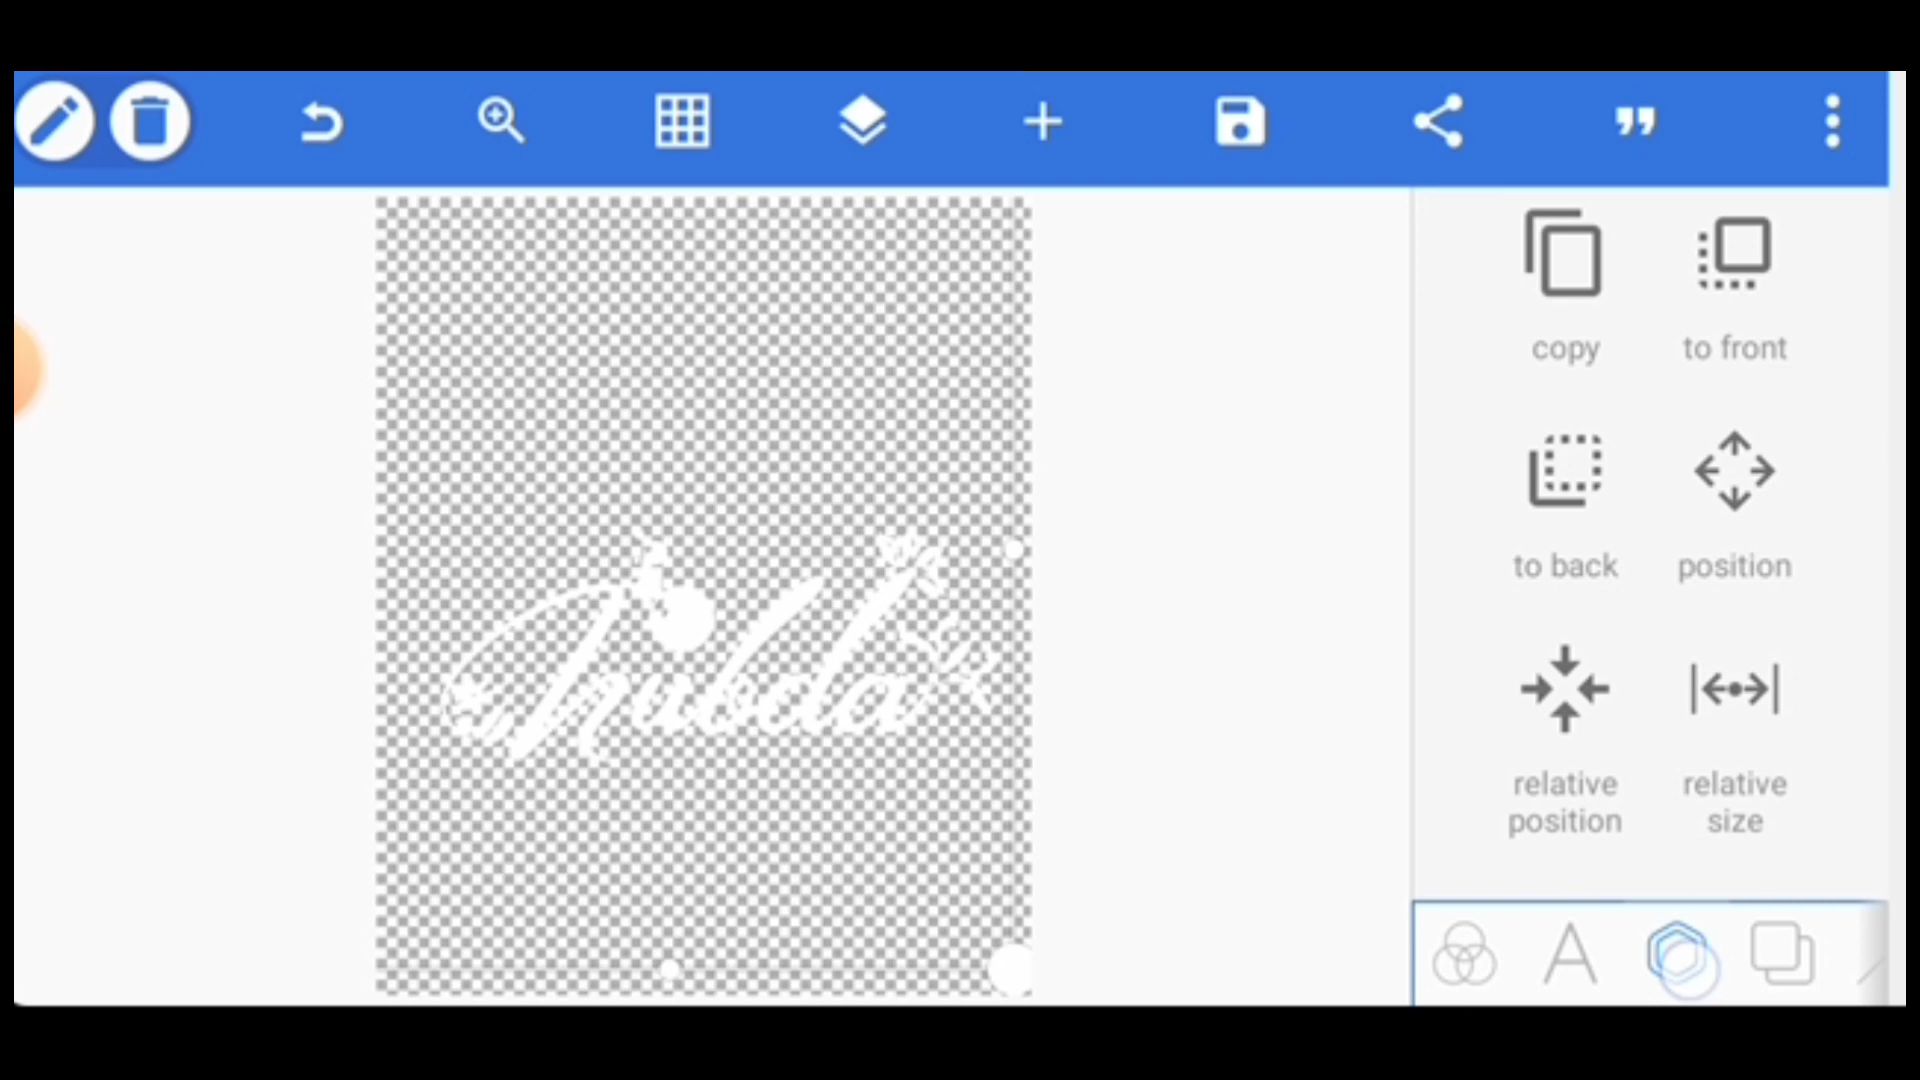 copy
to front
to back
position
relative
position
relative
size